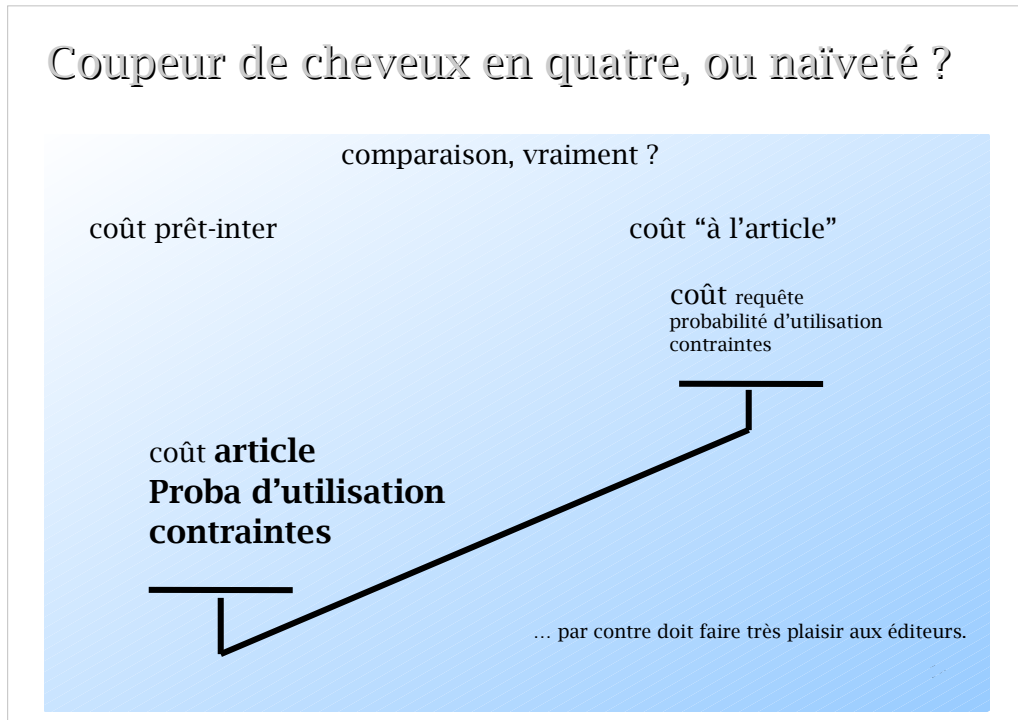 Coupeur de cheveux en quatre, ou naïveté ?
comparaison, vraiment ?
coût prêt-inter
coût “à l’article”
coût requête
probabilité d’utilisation
contraintes
coût article
Proba d’utilisation
contraintes
… par contre doit faire très plaisir aux éditeurs.